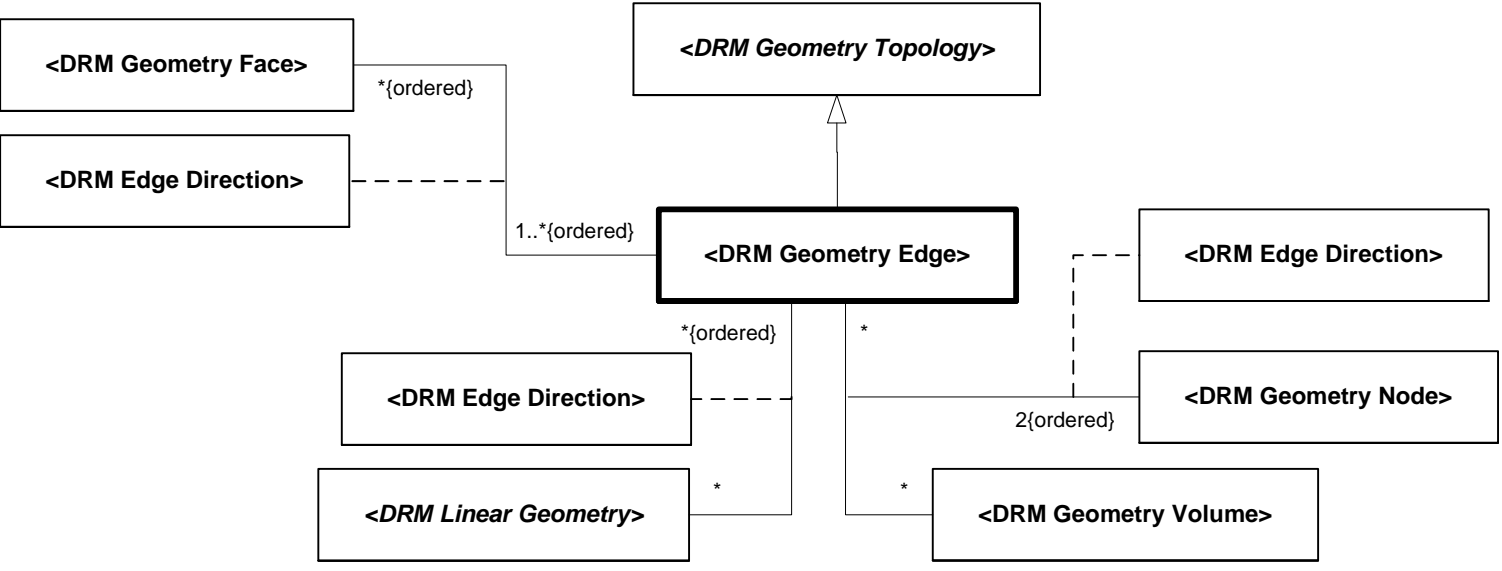 <DRM Geometry Topology>
<DRM Geometry Face>
*{ordered}
<DRM Edge Direction>
1..*{ordered}
<DRM Geometry Edge>
<DRM Edge Direction>
*{ordered}
*
<DRM Edge Direction>
<DRM Geometry Node>
2{ordered}
*
*
<DRM Linear Geometry>
<DRM Geometry Volume>